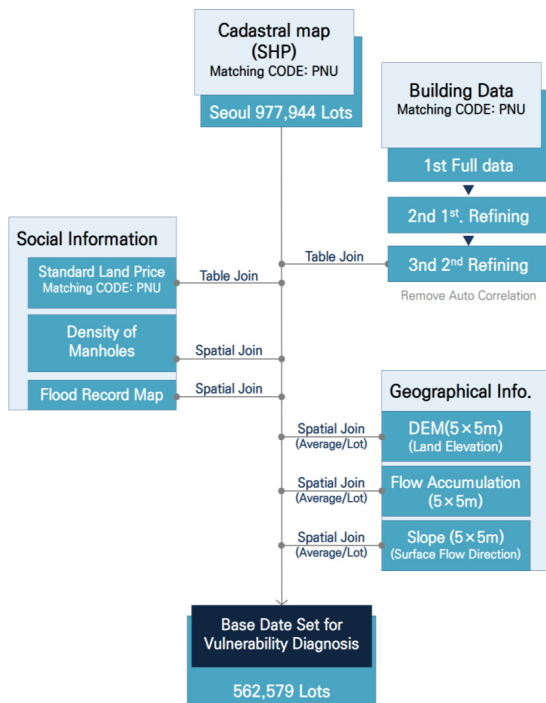 Cadastral map
(SHP)
Matching CODE: PNU
Seoul 977,944 Lots
Building Data
Matching CODE: PNU
1st Full data
2nd 1st. Refining
3nd 2nd Refining
Remove Auto Correlation
Table Join
Social Information
Standard Land Price
Matching CODE: PNU
Table Join
Density of
Manholes
Spatial Join
Flood Record Map
Spatial Join
Geographical Info.
Spatial Join
(Average/Lot)
DEM(5×5m)
(Land Elevation)
Spatial Join
(Average/Lot)
Flow Accumulation
(5×5m)
Spatial Join
(Average/Lot)
Slope (5×5m)
(Surface Flow Direction)
Base Date Set for
Vulnerability Diagnosis
562,579 Lots